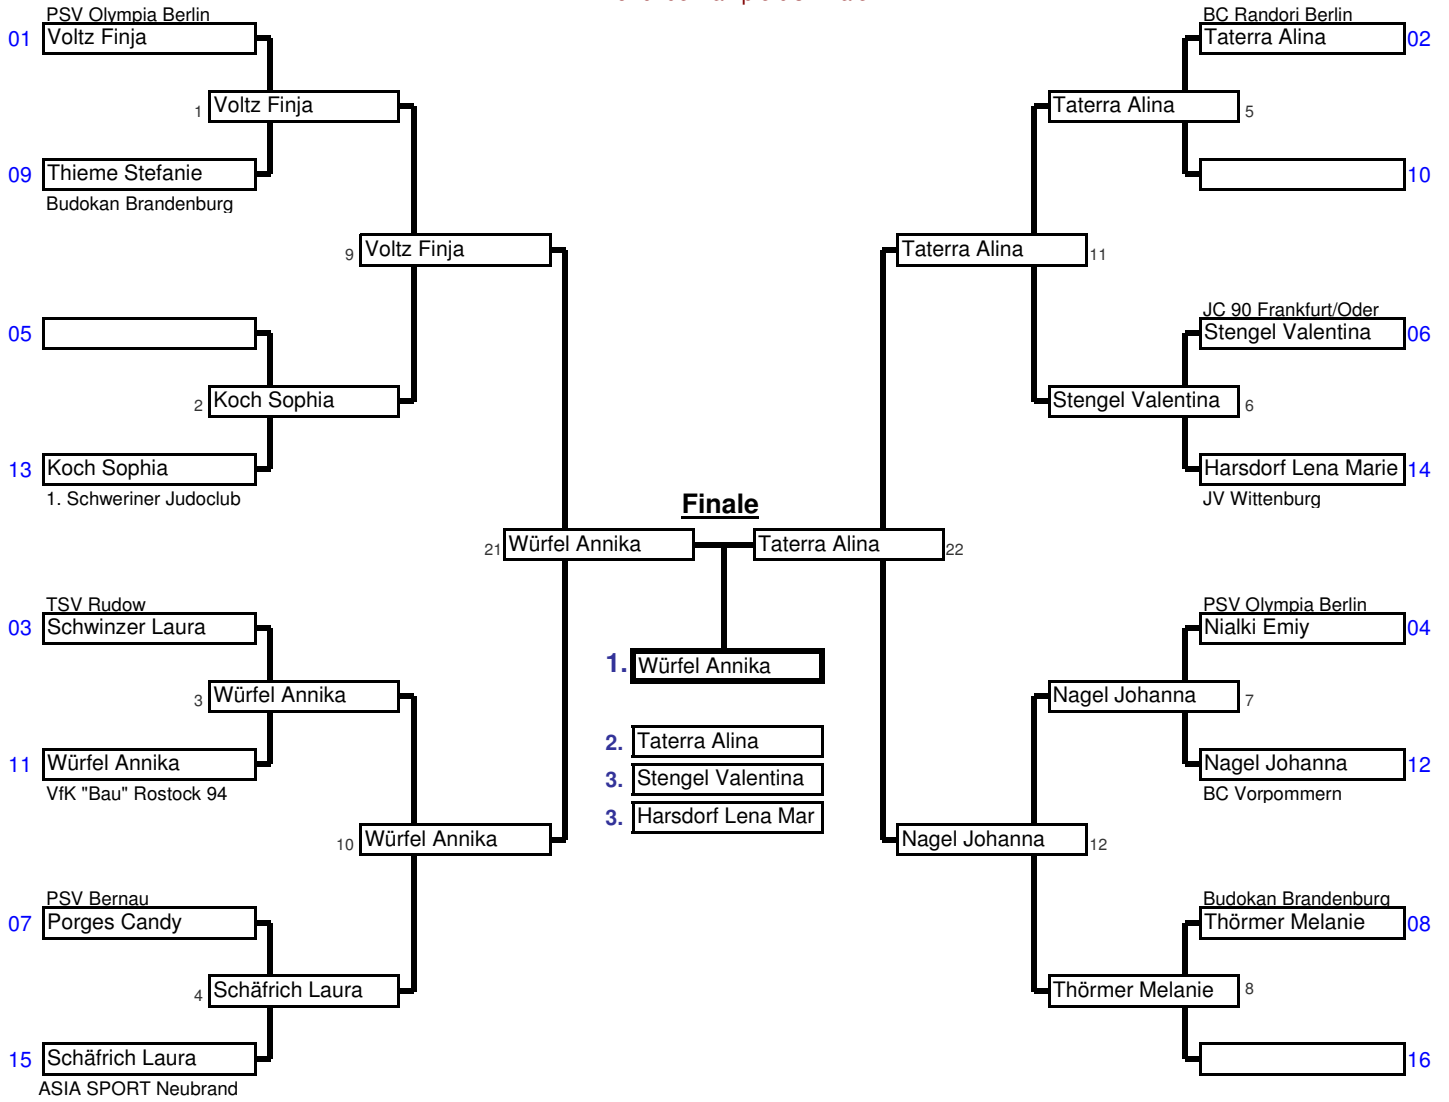 PSV Olympia Berlin
01 Voltz Finja
1 Voltz Finja
09 Thieme Stefanie
Budokan Brandenburg
9 Voltz Finja
05
2 Koch Sophia
13 Koch Sophia
1. Schweriner Judoclub
21 Würfel Annika
TSV Rudow
03 Schwinzer Laura
3 Würfel Annika
11 Würfel Annika
VfK "Bau" Rostock 94
10 Würfel Annika
PSV Bernau
07 Porges Candy
4 Schäfrich Laura
15 Schäfrich Laura
ASIA SPORT Neubrand
Finale
1. Würfel Annika
2. Taterra Alina
3. Stengel Valentina
3. Harsdorf Lena Mar
BC Randori Berlin
Taterra Alina 02
Taterra Alina 5
10
Taterra Alina 11
JC 90 Frankfurt/Oder
Stengel Valentina 06
Stengel Valentina 6
Harsdorf Lena Marie 14
JV Wittenburg
Taterra Alina 22
PSV Olympia Berlin
Nialki Emiy 04
Nagel Johanna 7
Nagel Johanna 12
BC Vorpommern
Nagel Johanna 12
Budokan Brandenburg
Thörmer Melanie 08
Thörmer Melanie 8
16